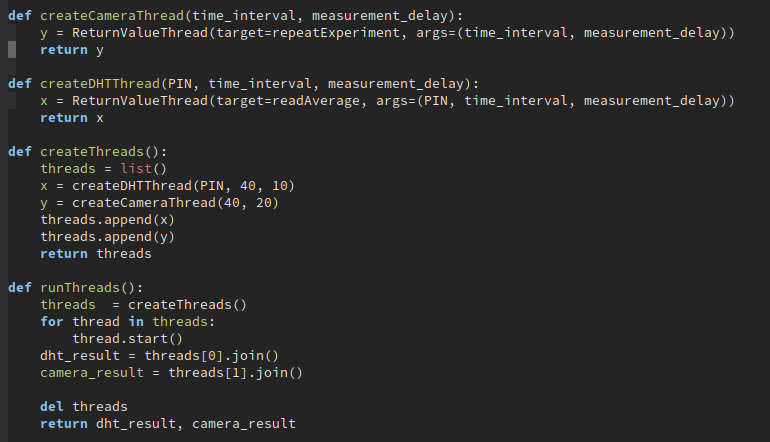 def createCameraThread(time_interval, measurement_delay):
    y = ReturnValueThread(target=repeatExperiment, args=(time_interval, measurement_delay))
    return y

def createDHTThread(PIN, time_interval, measurement_delay):
    x = ReturnValueThread(target=readAverage, args=(PIN, time_interval, measurement_delay))
    return x

def createThreads():
    threads = list()
    x = createDHTThread(PIN, 40, 10)
    y = createCameraThread(40, 20)
    threads.append(x)
    threads.append(y)
    return threads

def runThreads():
    threads  = createThreads()
    for thread in threads:
        thread.start()
    dht_result = threads[0].join()
    camera_result = threads[1].join()

    del threads
    return dht_result, camera_result